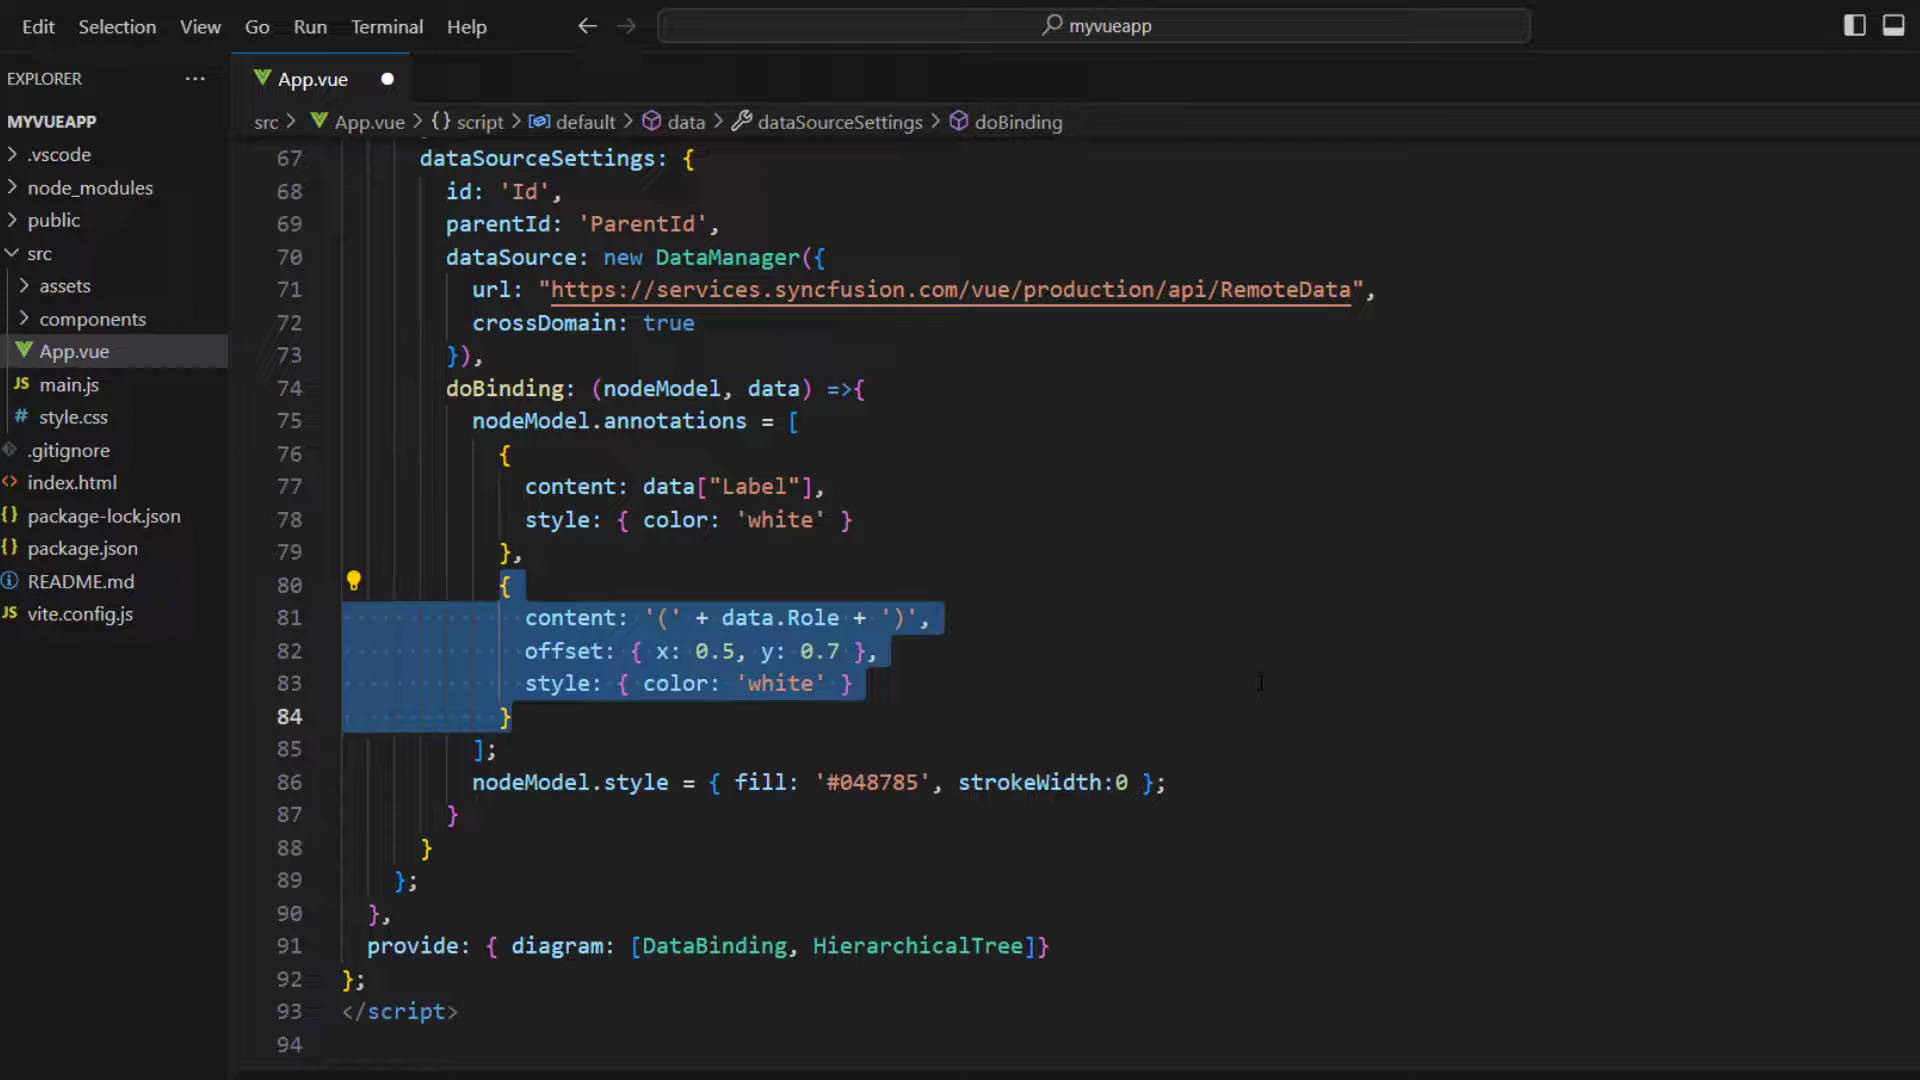 Edit Selection View Go Run Terminal Help
myvueapp
EXPLORER ...
App.vue
MYVUEAPP
src > App.vue > {} script > default > data > dataSourceSettings > doBinding
.vscode
node_modules
public
src
assets
components
App.vue
JS main.js
# style.css
.gitignore
<> index.html
{} package-lock.json
{} package.json
README.md
JS vite.config.js
67 dataSourceSettings: {
68 id: 'Id',
69 parentId: 'ParentId',
70 dataSource: new DataManager({
71 url: "https://services.syncfusion.com/vue/production/api/RemoteData",
72 crossDomain: true
73 }),
74 doBinding: (nodeModel, data) =>{
75 nodeModel.annotations = [
76 {
77 content: data["Label"],
78 style: { color: 'white' }
79 },
80 {
81 content: '(' + data.Role + ')',
82 offset: { x: 0.5, y: 0.7 },
83 style: { color: 'white' }
84 }
85 ];
86 nodeModel.style = { fill: '#048785', strokeWidth:0 };
87 }
88 }
89 };
90 },
91 provide: { diagram: [DataBinding, HierarchicalTree]}
92 };
93 </script>
94